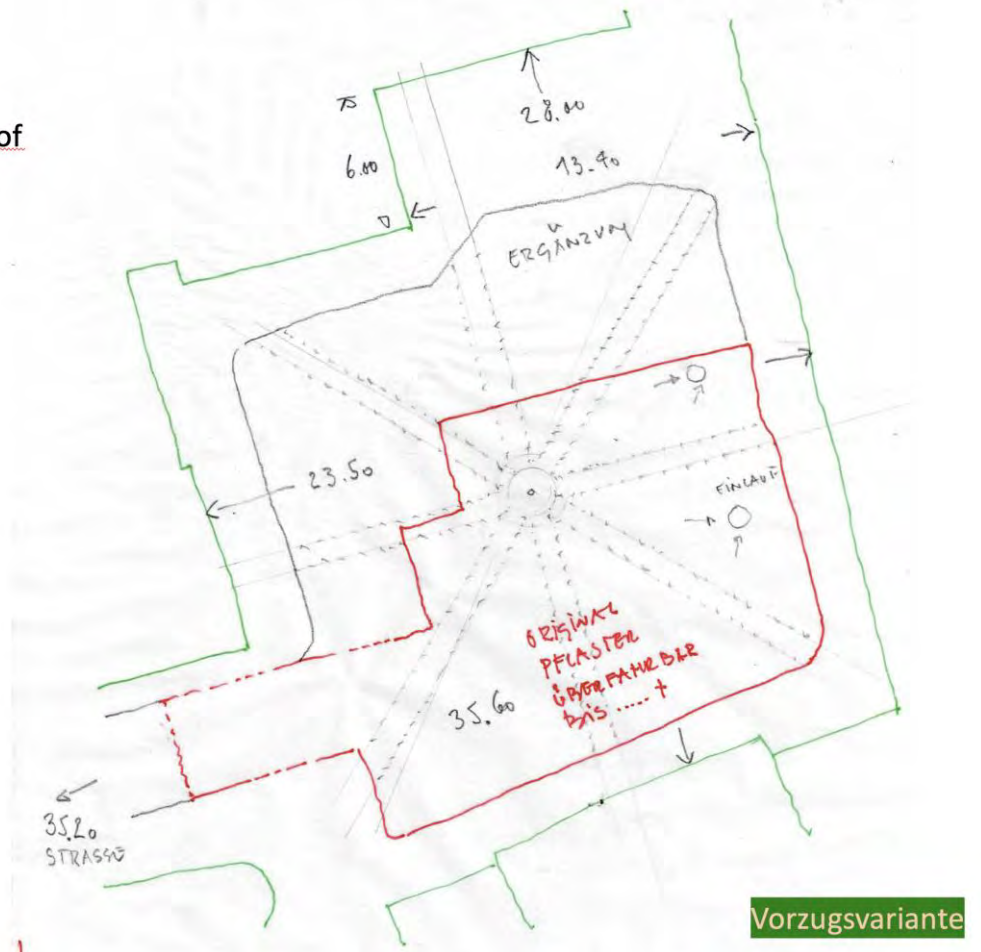 of
28.00
6.00
13.40
ERGÄNZUNG
23.50
EINLAUF
ORIGINAL
PFLASTER
ÜBERFAHRBAR
BIS ..... t
35.60
35.20
STRASSE
Vorzugsvariante